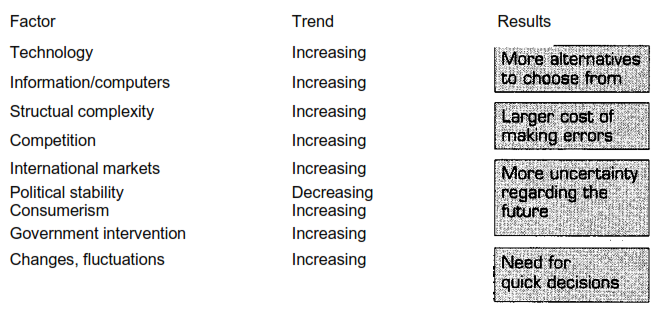 Factor Trend Results
Technology Increasing
More alternatives
to choose from
Information/computers Increasing
Structual complexity Increasing
Larger cost of
making errors
Competition Increasing
International markets Increasing
More uncertainty
regarding the
future
Political stability Decreasing
Consumerism Increasing
Government intervention Increasing
Changes, fluctuations Increasing
Need for
quick decisions